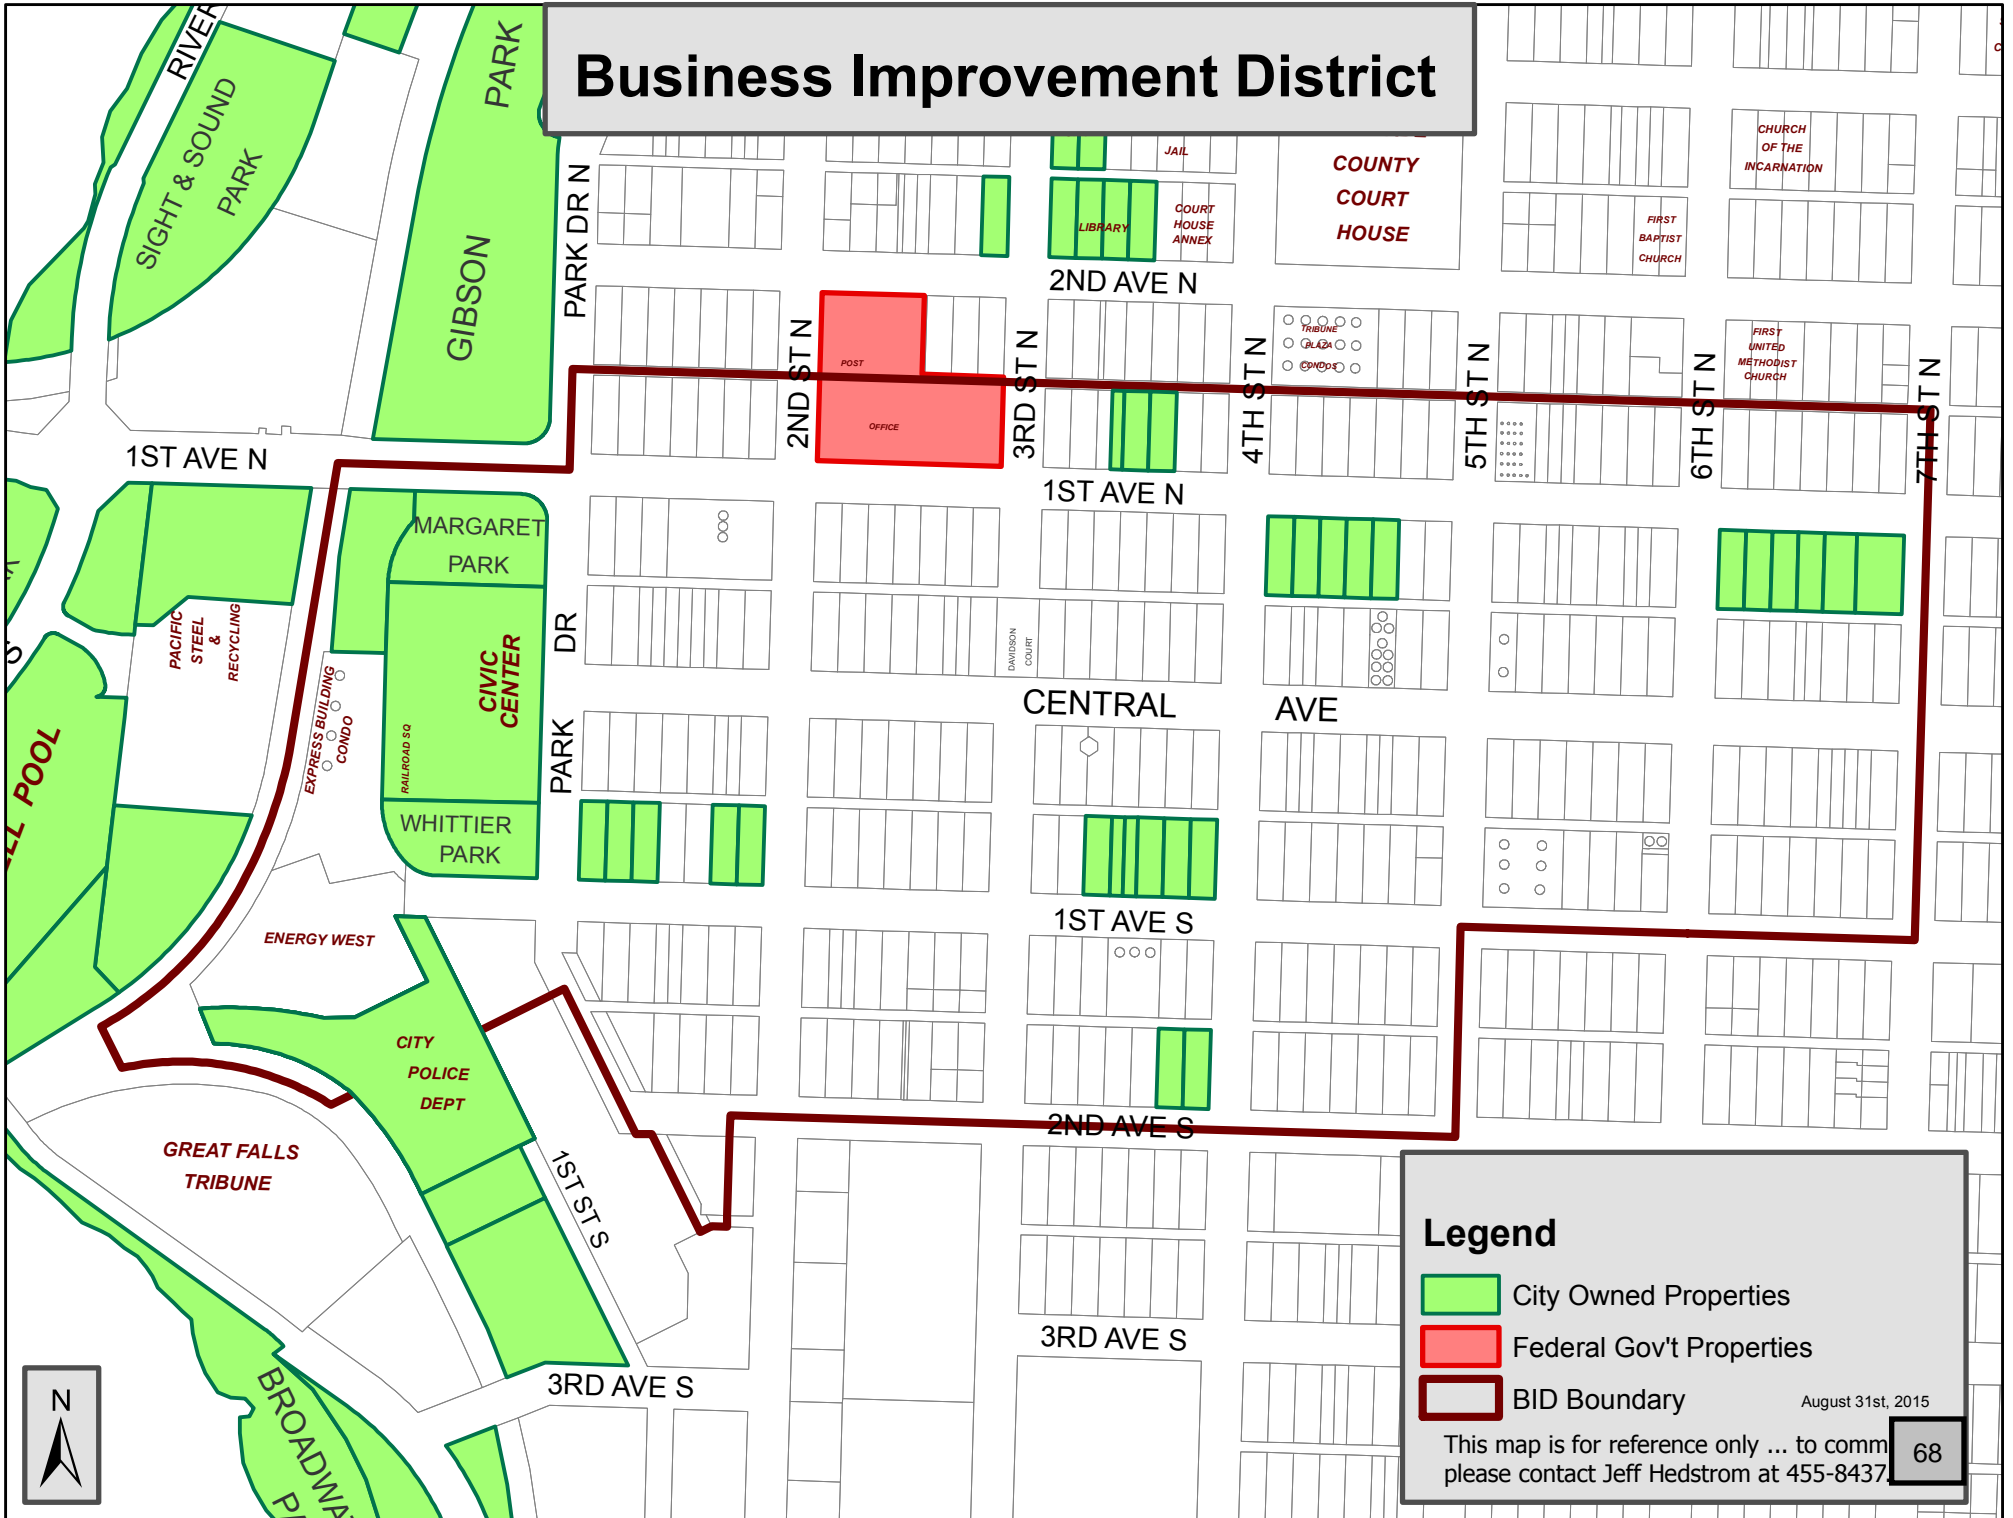 Business Improvement District
RIVER
SIGHT & SOUND
PARK
PARK
GIBSON
PARK DR N
JAIL
LIBRARY
COURT
HOUSE
ANNEX
COUNTY
COURT
HOUSE
CHURCH
OF THE
INCARNATION
FIRST
BAPTIST
CHURCH
2ND AVE N
2ND ST N
POST
OFFICE
3RD ST N
4TH ST N
TRIBUNE
PLAZA
CONDOS
5TH ST N
6TH ST N
FIRST
UNITED
METHODIST
CHURCH
7TH ST N
1ST AVE N
1ST AVE N
MARGARET
PARK
PACIFIC
STEEL
&
RECYCLING
EXPRESS BUILDING
CONDO
CIVIC
CENTER
RAILROAD SQ
DR
PARK
DAVIDSON
COURT
CENTRAL
AVE
POOL
WHITTIER
PARK
1ST AVE S
ENERGY WEST
CITY
POLICE
DEPT
2ND AVE S
GREAT FALLS
TRIBUNE
1ST ST S
3RD AVE S
3RD AVE S
BROADWA
PA
N
Legend
City Owned Properties
Federal Gov't Properties
BID Boundary
August 31st, 2015
This map is for reference only ... to comm
please contact Jeff Hedstrom at 455-8437.
68